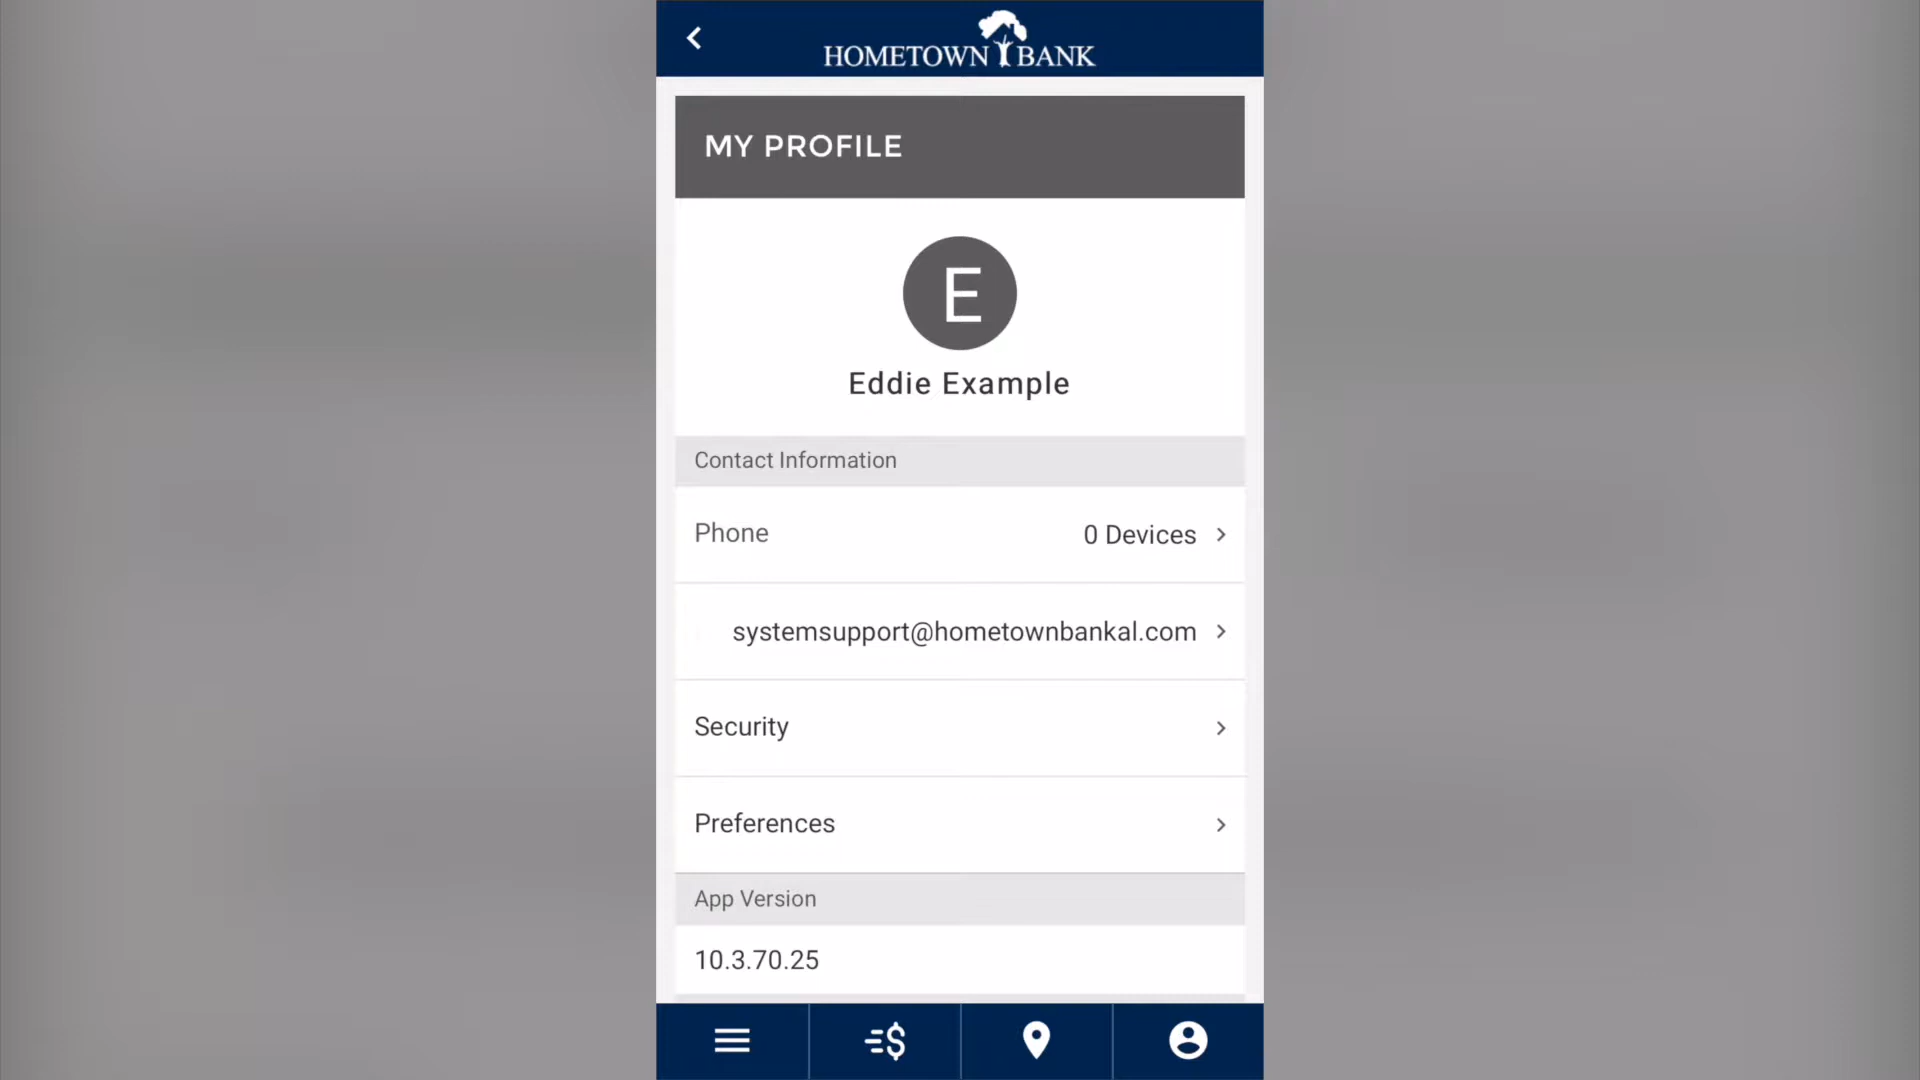 HOMETOWN BANK
MY PROFILE
E
Eddie Example
Contact Information
Phone 0 Devices
systemsupport@hometownbankal.com
Security
Preferences
App Version
10.3.70.25